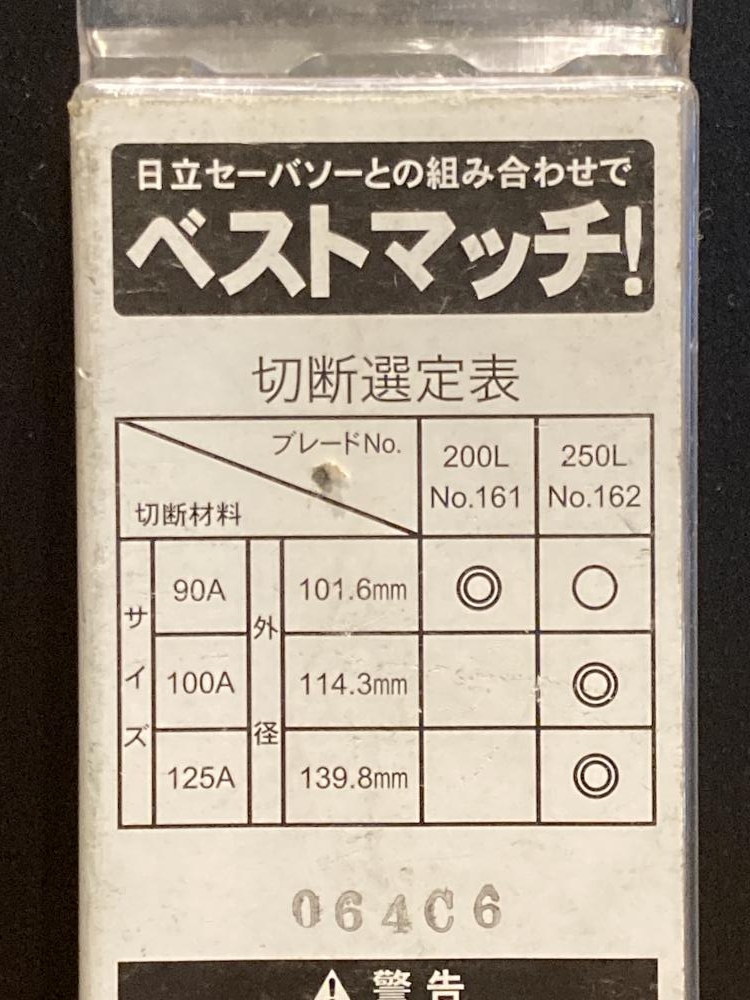 日立セーバソーとの組み合わせで
ベストマッチ!
切断選定表
ブレードNo.
切断材料
200L
No.161
250L
No.162
サイズ
外径
90A 101.6mm ◎ ○
100A 114.3mm ◎
125A 139.8mm ◎
064C6
警告